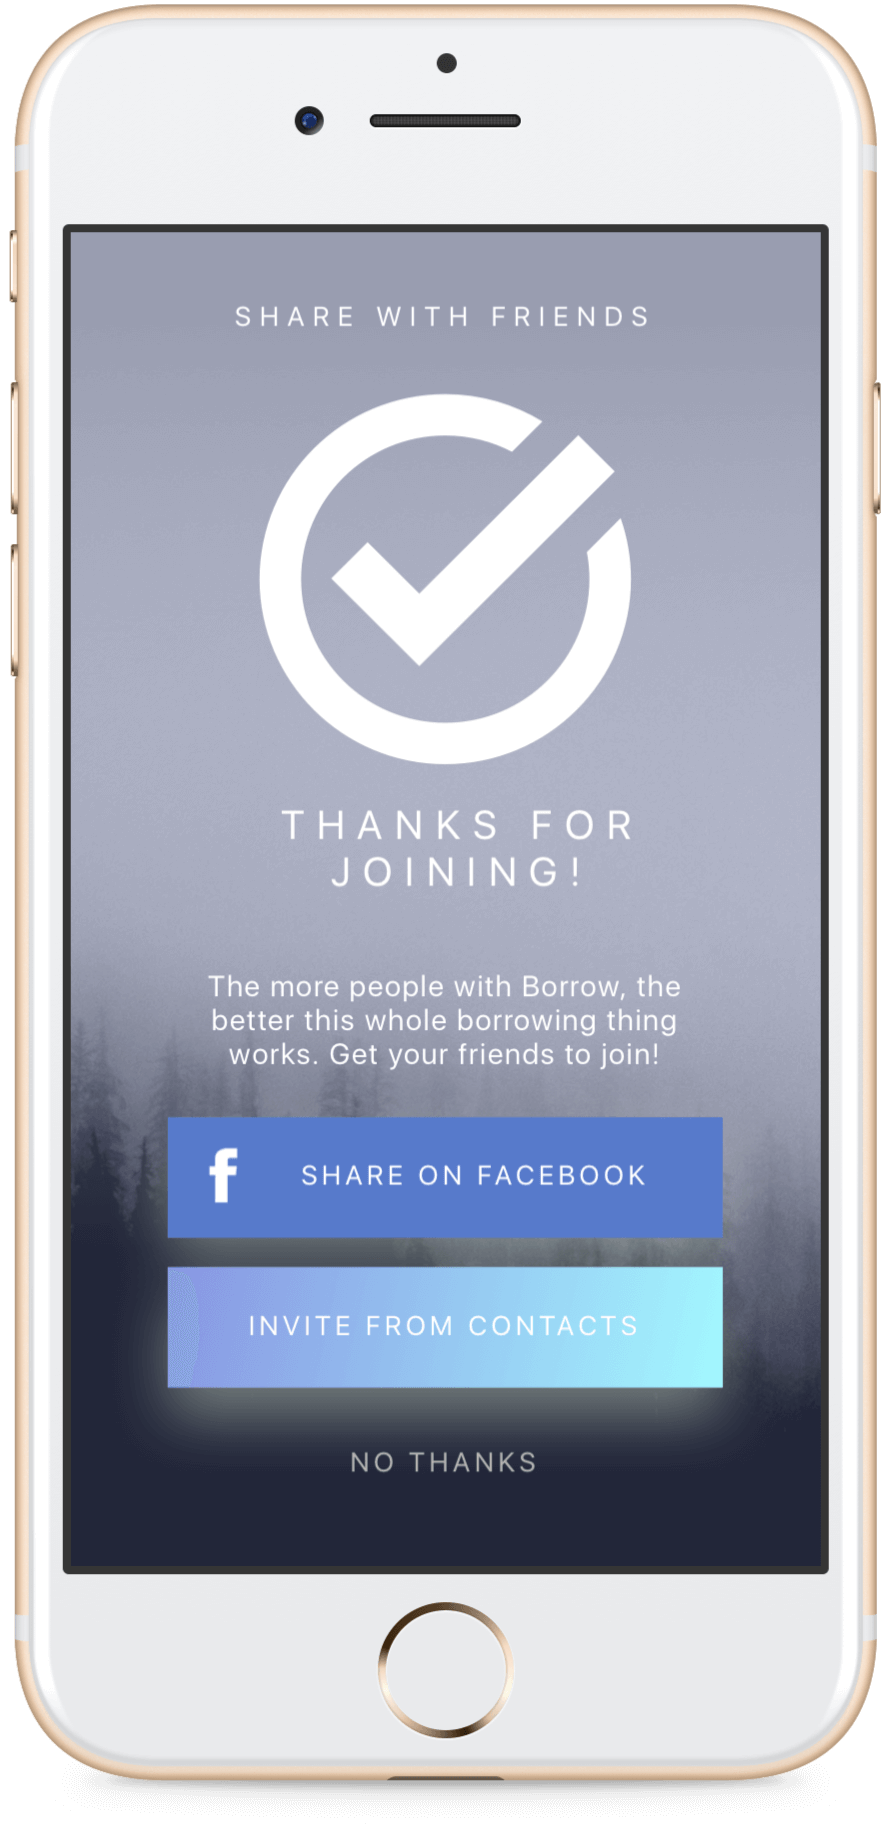 SHARE WITH FRIENDS
THANKS FOR
JOINING!
The more people with Borrow, the
better this whole borrowing thing
works. Get your friends to join!
f SHARE ON FACEBOOK
INVITE FROM CONTACTS
NO THANKS